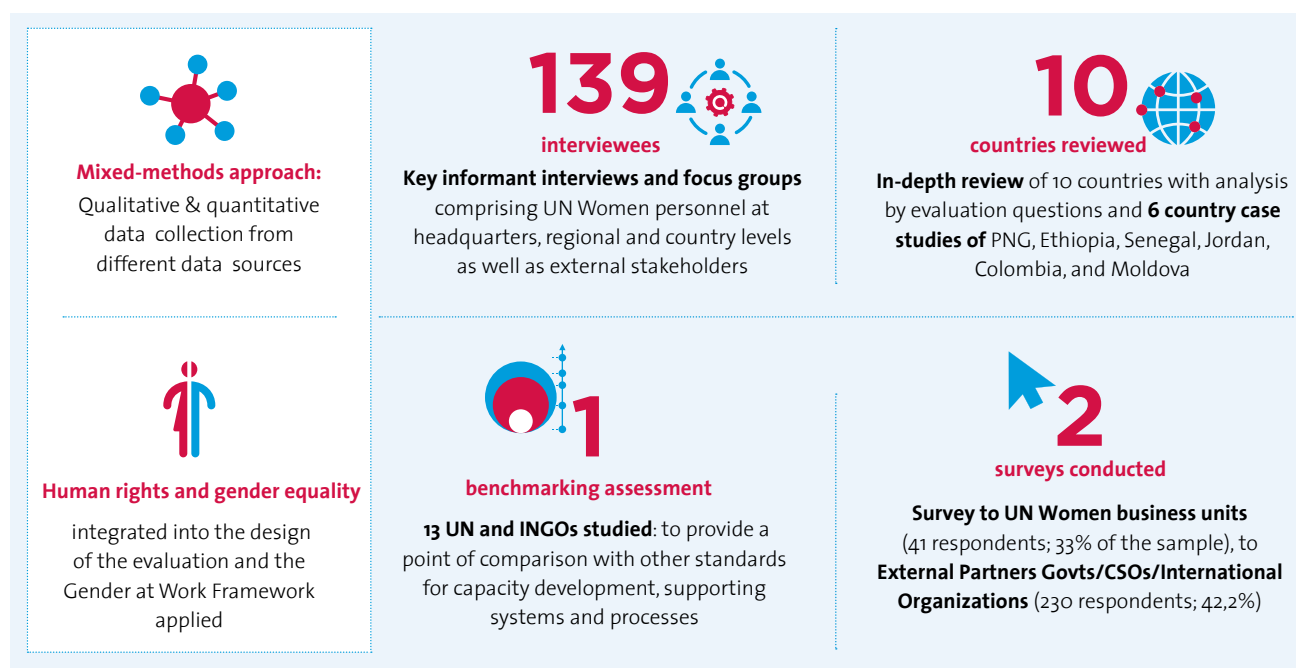 Mixed-methods approach:
Qualitative & quantitative
data collection from
different data sources
139
interviewees
Key informant interviews and focus groups
comprising UN Women personnel at
headquarters, regional and country levels
as well as external stakeholders
10
countries reviewed
In-depth review of 10 countries with analysis
by evaluation questions and 6 country case
studies of PNG, Ethiopia, Senegal, Jordan,
Colombia, and Moldova
Human rights and gender equality
integrated into the design
of the evaluation and the
Gender at Work Framework
applied
1
benchmarking assessment
13 UN and INGOs studied: to provide a
point of comparison with other standards
for capacity development, supporting
systems and processes
2
surveys conducted
Survey to UN Women business units
(41 respondents; 33% of the sample), to
External Partners Govts/CSOs/International
Organizations (230 respondents; 42,2%)